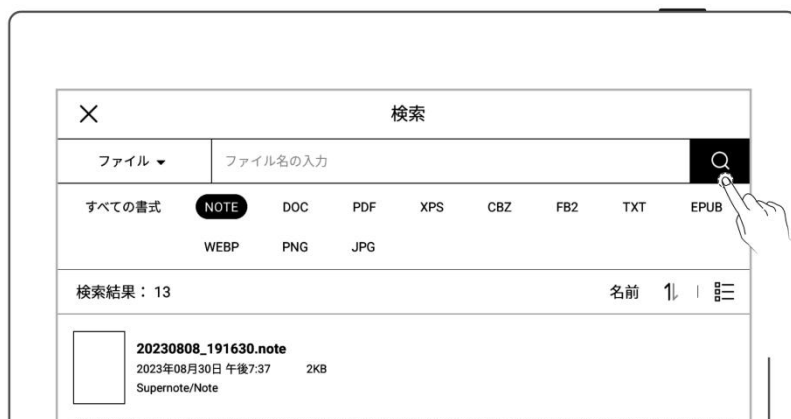 検索
ファイル ファイル名の入力
すべての書式 NOTE DOC PDF XPS CBZ FB2 TXT EPUB
WEBP PNG JPG
検索結果： 13 名前
20230808_191630.note
2023年08月30日 午後7:37 2KB
Supernote/Note